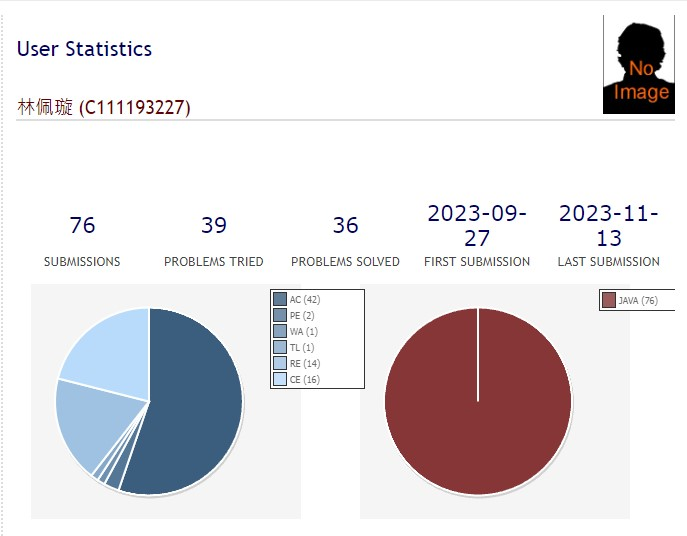 User Statistics
No
Image
林佩璇 (C111193227)
76
39
36
2023-09-
27
2023-11-
13
SUBMISSIONS
PROBLEMS TRIED
PROBLEMS SOLVED
FIRST SUBMISSION
LAST SUBMISSION
AC (42)
PE (2)
WA (1)
TL (1)
RE (14)
CE (16)
JAVA (76)